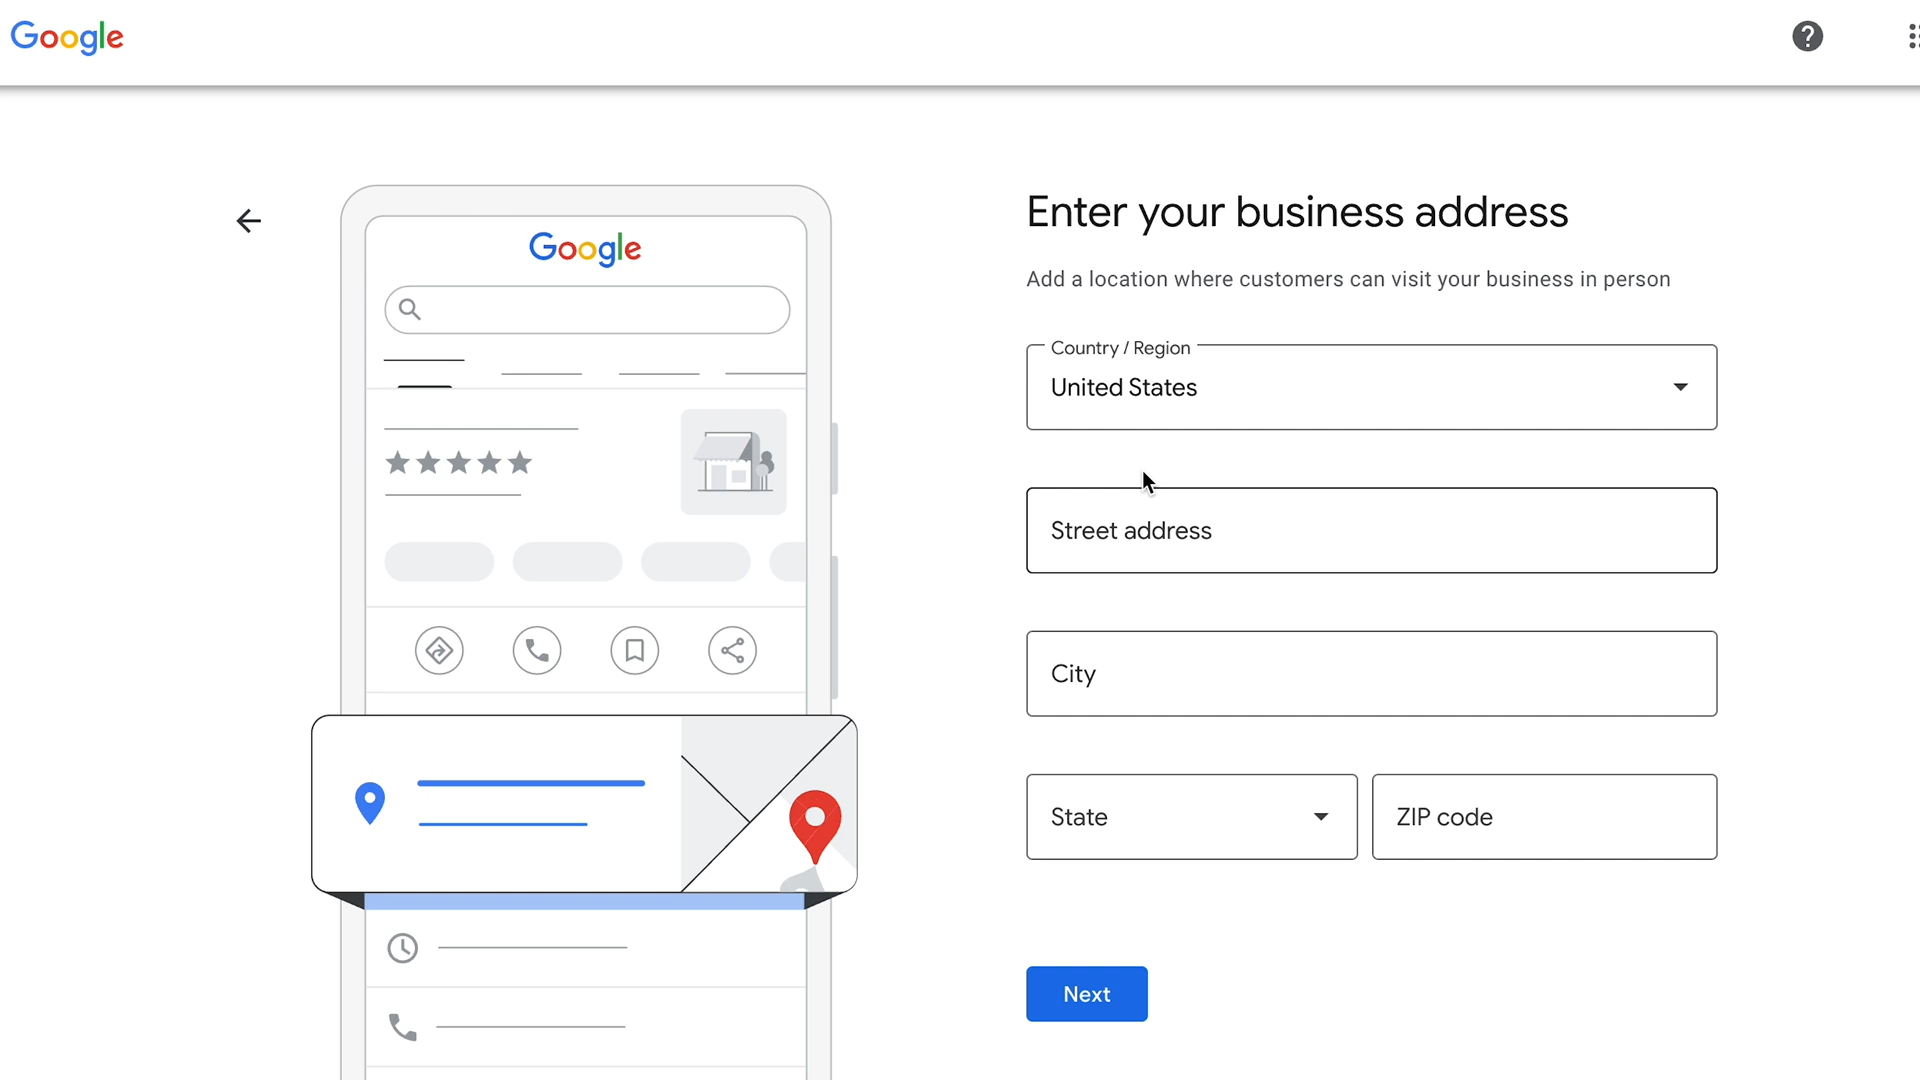 Google
Google
Enter your business address
Add a location where customers can visit your business in person
Country / Region
United States
Street address
City
State
ZIP code
Next